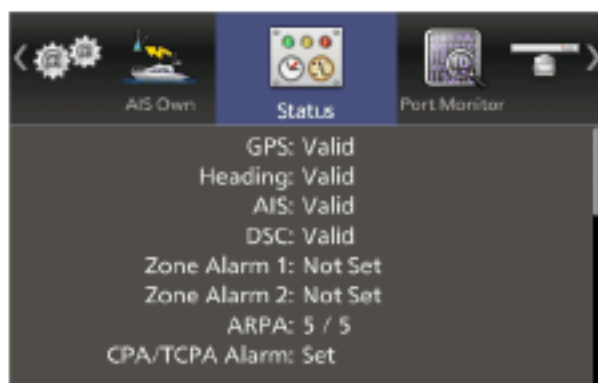 AIS Own
Status
Port Monitor
GPS: Valid
Heading: Valid
AIS: Valid
DSC: Valid
Zone Alarm 1: Not Set
Zone Alarm 2: Not Set
ARPA: 5 / 5
CPA/TCPA Alarm: Set